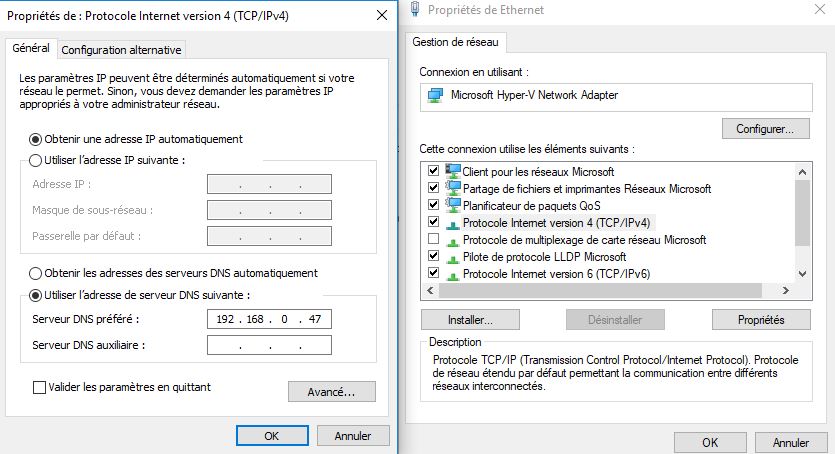 Propriétés de : Protocole Internet version 4 (TCP/IPv4)
Général
Configuration alternative
Les paramètres IP peuvent être déterminés automatiquement si votre
réseau le permet. Sinon, vous devez demander les paramètres IP
appropriés à votre administrateur réseau.
Obtenir une adresse IP automatiquement
Utiliser l'adresse IP suivante :
Adresse IP :
Masque de sous-réseau :
Passerelle par défaut :
Obtenir les adresses des serveurs DNS automatiquement
Utiliser l'adresse de serveur DNS suivante :
Serveur DNS préféré :
192 . 168 . 0 . 47
Serveur DNS auxiliaire :
Valider les paramètres en quittant
Avancé...
OK
Annuler
Propriétés de Ethernet
Gestion de réseau
Connexion en utilisant :
Microsoft Hyper-V Network Adapter
Configurer...
Cette connexion utilise les éléments suivants :
Client pour les réseaux Microsoft
Partage de fichiers et imprimantes Réseaux Microsoft
Planificateur de paquets QoS
Protocole Internet version 4 (TCP/IPv4)
Protocole de multiplexage de carte réseau Microsoft
Pilote de protocole LLDP Microsoft
Protocole Internet version 6 (TCP/IPv6)
Installer...
Désinstaller
Propriétés
Description
Protocole TCP/IP (Transmission Control Protocol/Internet Protocol). Protocole
de réseau étendu par défaut permettant la communication entre différents
réseaux interconnectés.
OK
Annuler